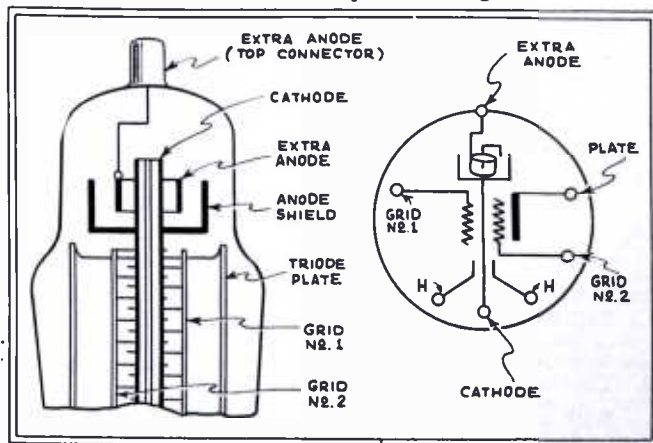 EXTRA ANODE
(TOP CONNECTOR)
CATHODE
EXTRA
ANODE
ANODE
SHIELD
TRIODE
PLATE
GRID
Nº.1
GRID
Nº.2
EXTRA
ANODE
PLATE
GRID
Nº.1
GRID
Nº.2
H
H
CATHODE